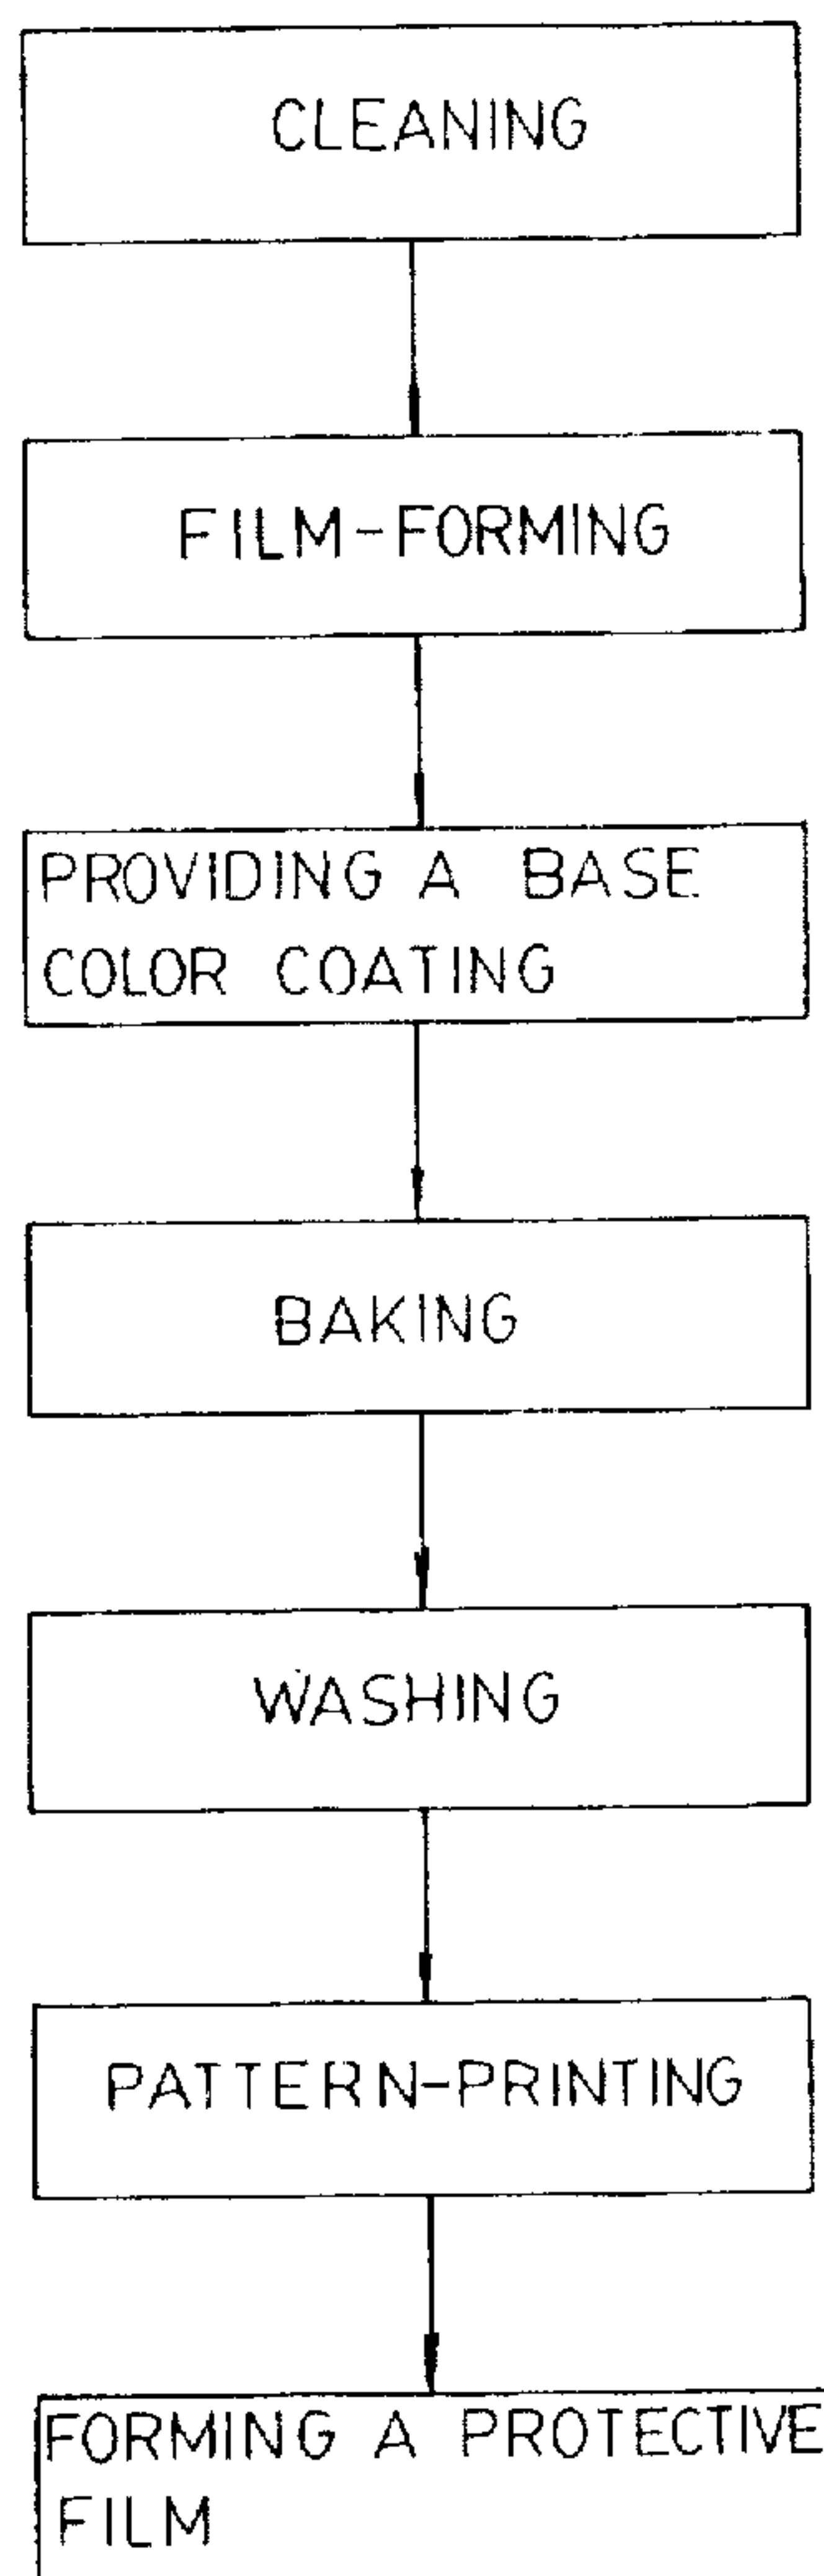 CLEANING
FILM-FORMING
PROVIDING A BASE
COLOR COATING
BAKING
WASHING
PATTERN-PRINTING
FORMING A PROTECTIVE
FILM